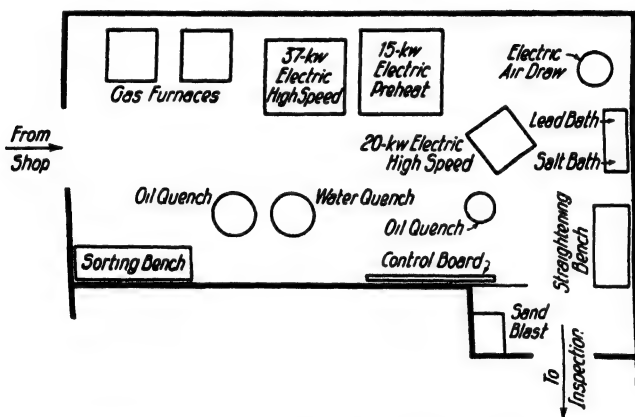 37-kw
Electric
High Speed
15-kw
Electric
Preheat
Electric
Air Draw
Gas Furnaces
From
Shop
20-kw Electric
High Speed
Lead Bath
Salt Bath
Oil Quench
Water Quench
Oil Quench
Straightening
Bench
Sorting Bench
Control Board
Sand
Blast
To
Inspection